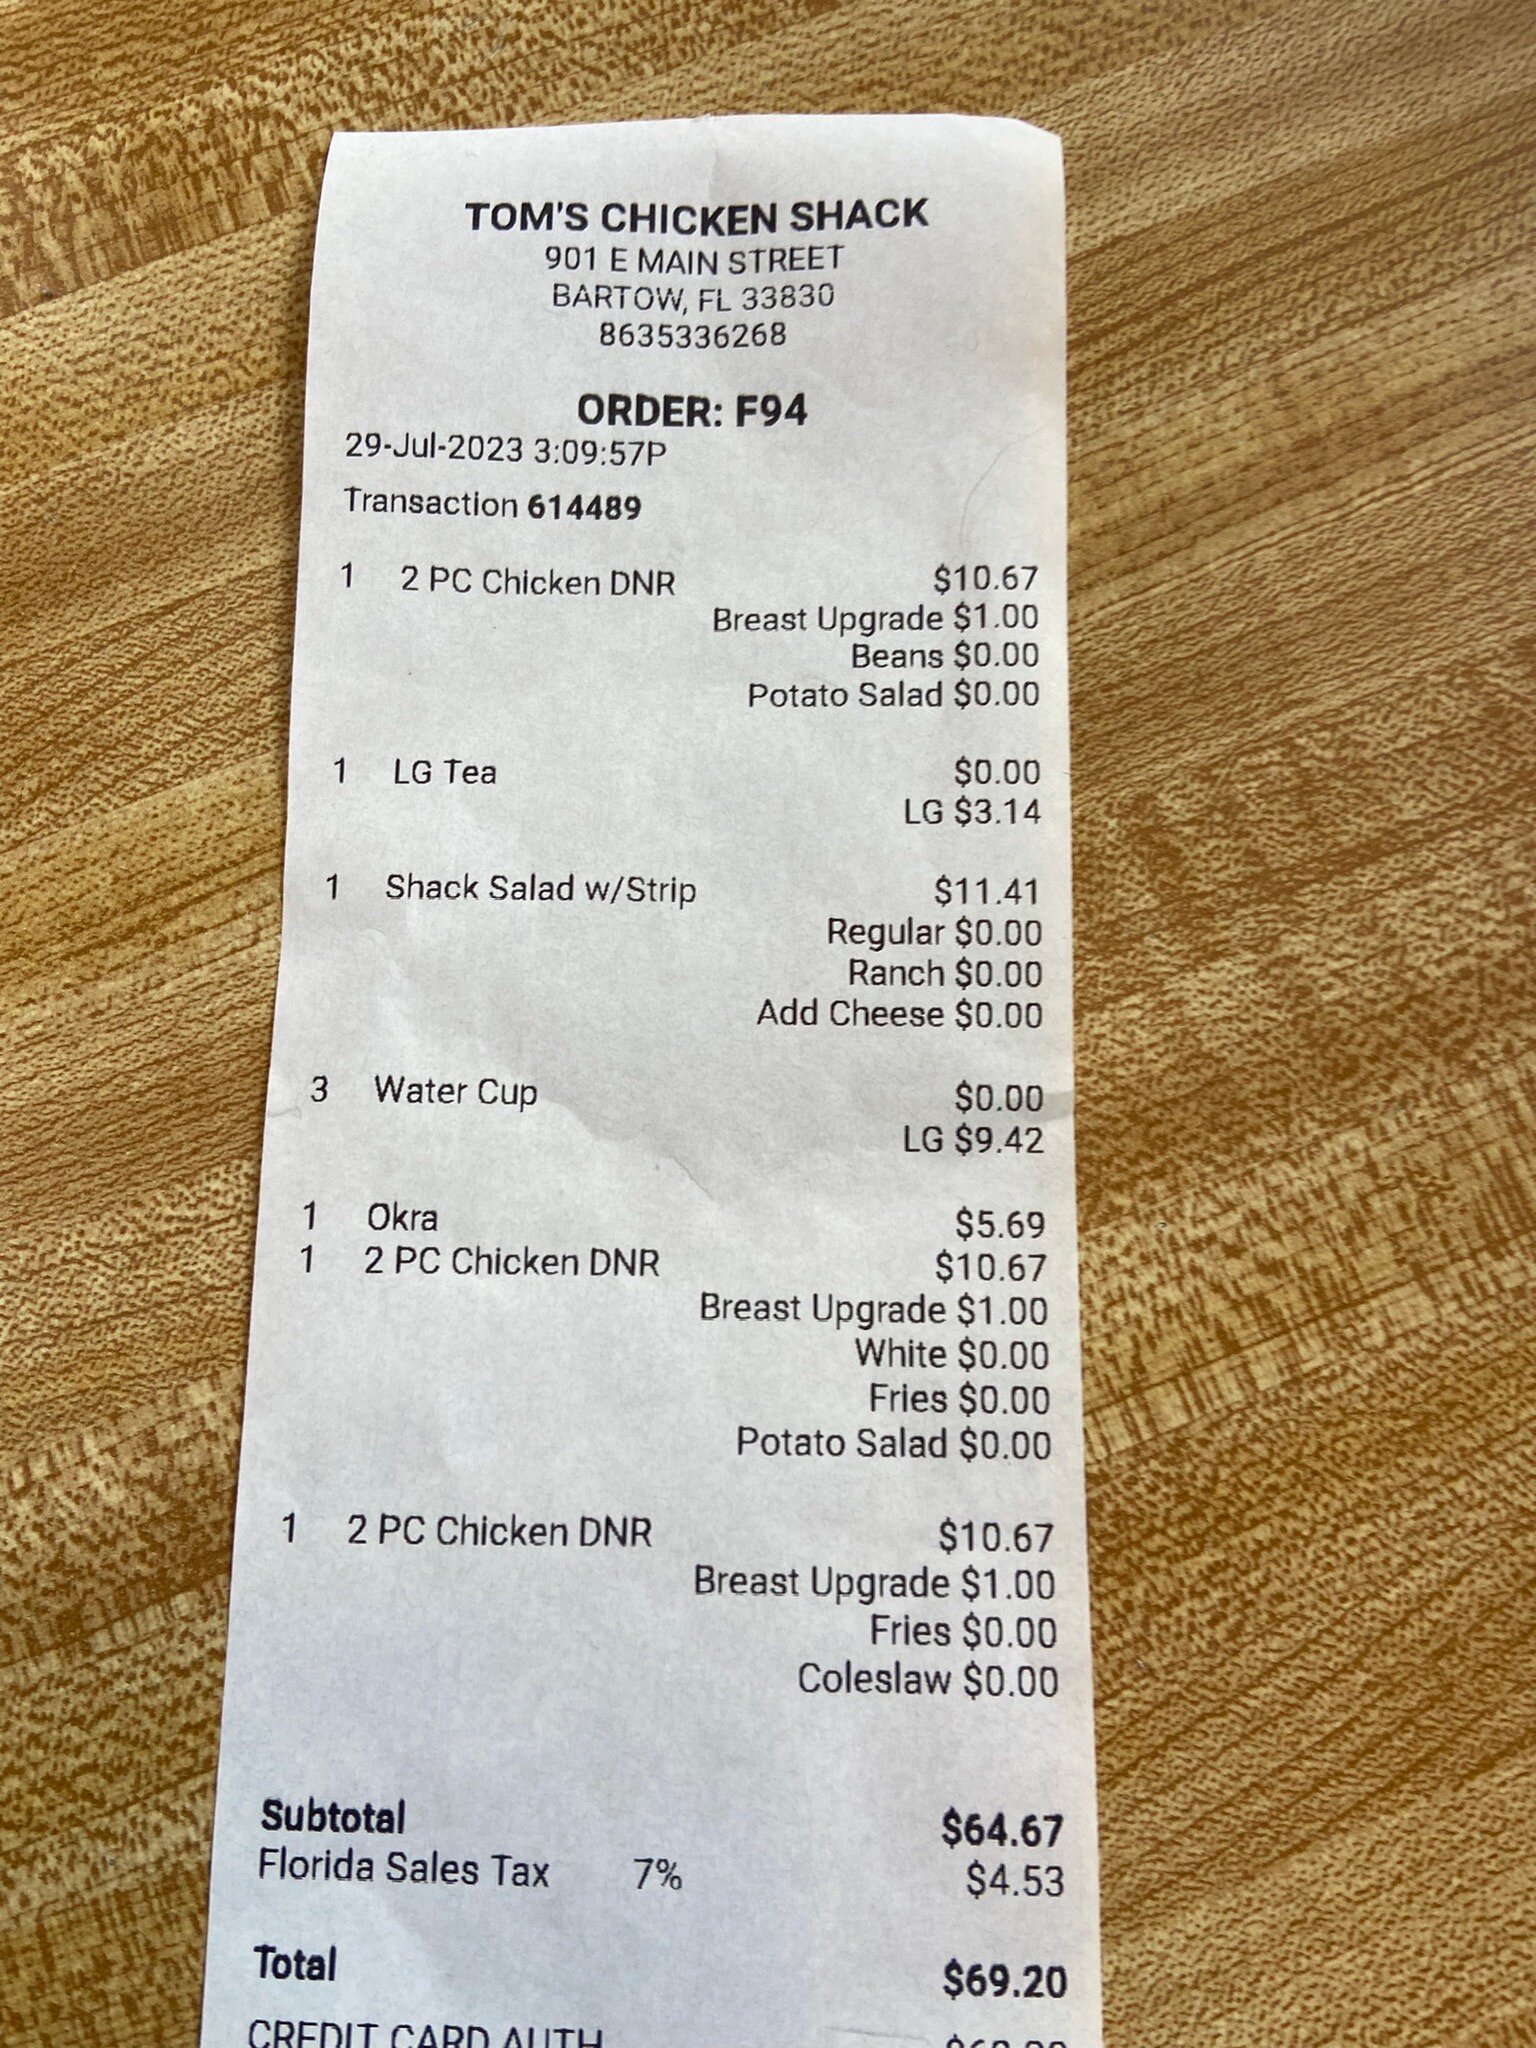 TOM'S CHICKEN SHACK
901 E MAIN STREET
BARTOW, FL 33830
8635336268
ORDER: F94
29-Jul-2023 3:09:57P
Transaction 614489
1 2 PC Chicken DNR $10.67
Breast Upgrade $1.00
Beans $0.00
Potato Salad $0.00
1 LG Tea $0.00
LG $3.14
1 Shack Salad w/Strip $11.41
Regular $0.00
Ranch $0.00
Add Cheese $0.00
3 Water Cup $0.00
LG $9.42
1 Okra $5.69
1 2 PC Chicken DNR $10.67
Breast Upgrade $1.00
White $0.00
Fries $0.00
Potato Salad $0.00
1 2 PC Chicken DNR $10.67
Breast Upgrade $1.00
Fries $0.00
Coleslaw $0.00
Subtotal $64.67
Florida Sales Tax 7% $4.53
Total $69.20
CREDIT CARD AUTH